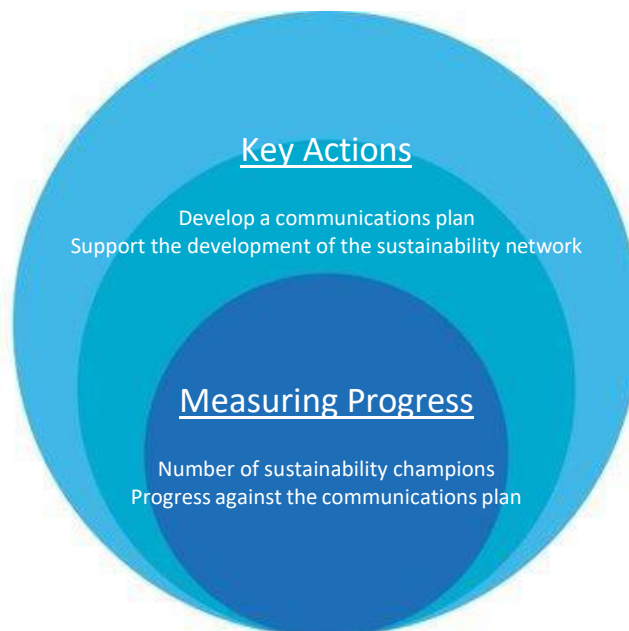 Key Actions
Develop a communications plan
Support the development of the sustainability network
Measuring Progress
Number of sustainability champions
Progress against the communications plan